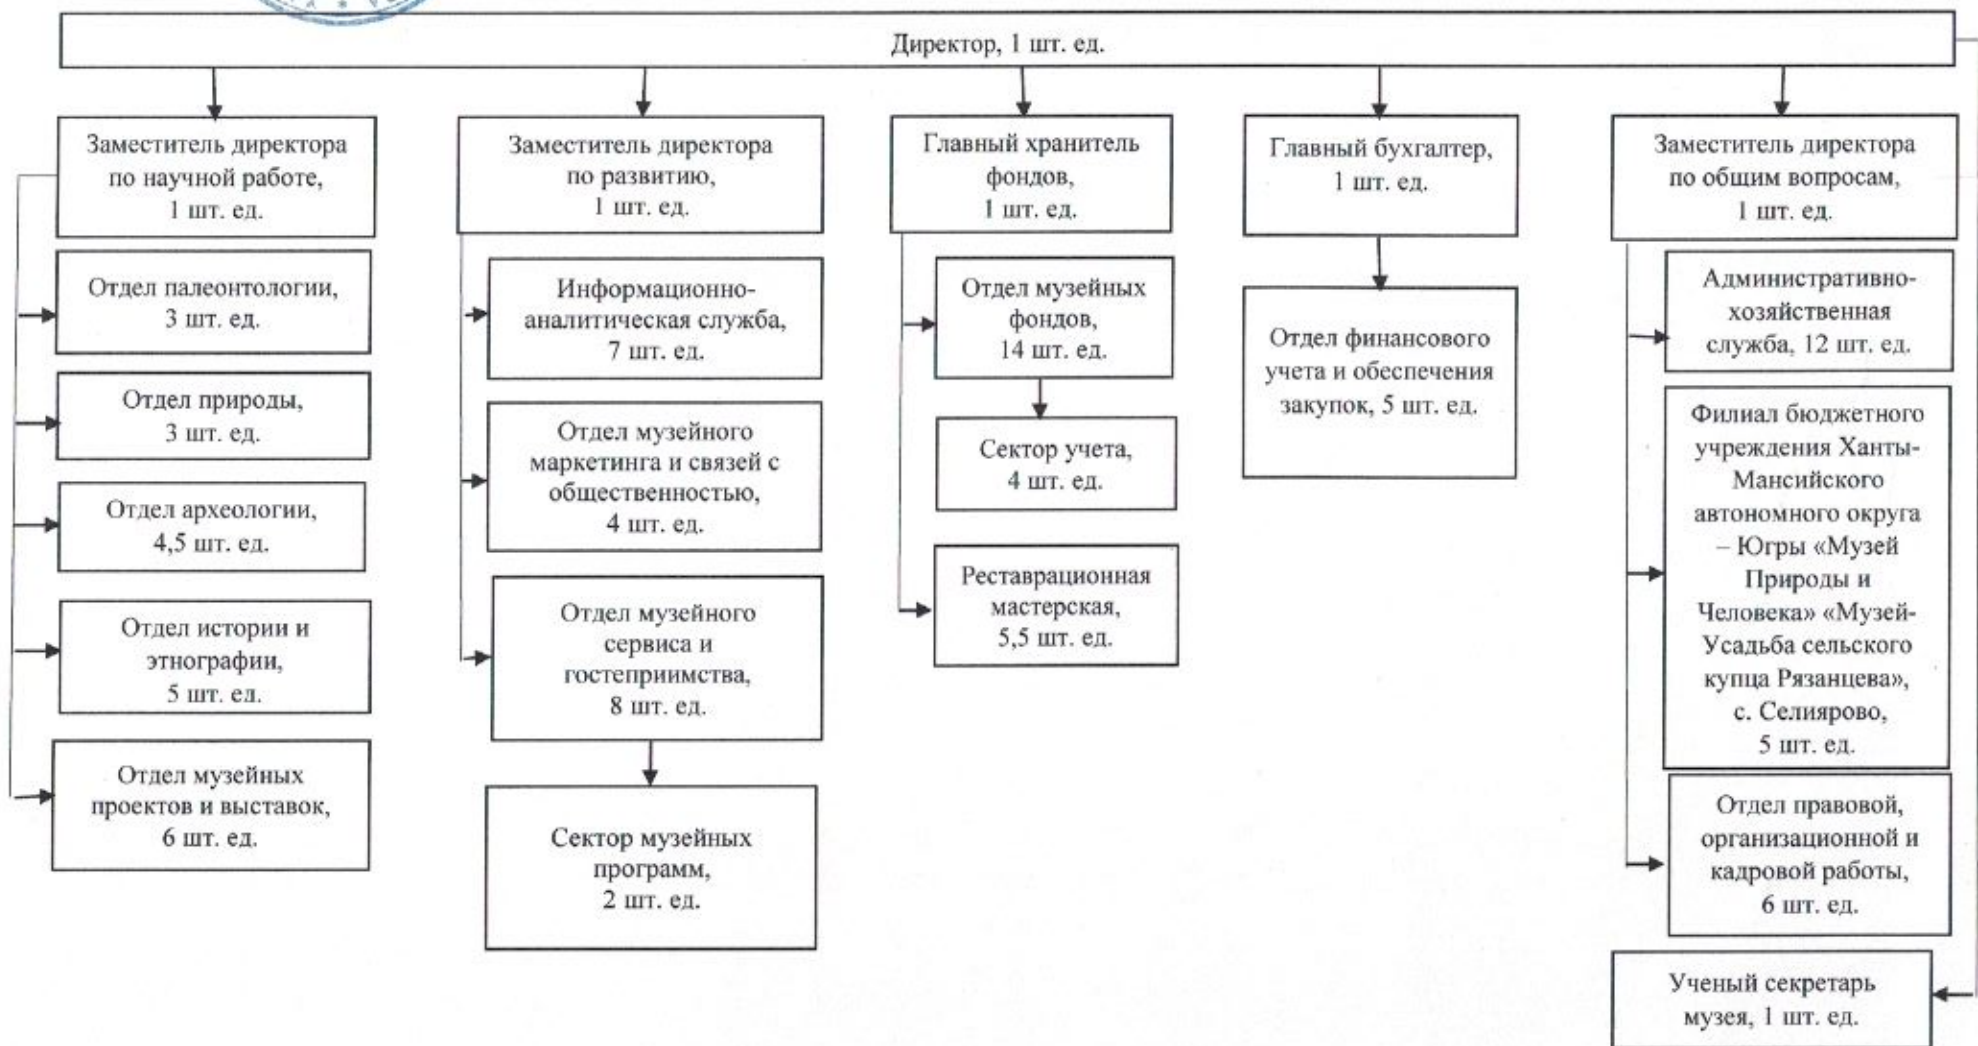 Директор, 1 шт. ед.
Заместитель директора
по научной работе,
1 шт. ед.
Отдел палеонтологии,
3 шт. ед.
Отдел природы,
3 шт. ед.
Отдел археологии,
4,5 шт. ед.
Отдел истории и
этнографии,
5 шт. ед.
Отдел музейных
проектов и выставок,
6 шт. ед.
Заместитель директора
по развитию,
1 шт. ед.
Информационно-
аналитическая служба,
7 шт. ед.
Отдел музейного
маркетинга и связей с
общественностью,
4 шт. ед.
Отдел музейного
сервиса и
гостеприимства,
8 шт. ед.
Сектор музейных
программ,
2 шт. ед.
Главный хранитель
фондов,
1 шт. ед.
Отдел музейных
фондов,
14 шт. ед.
Сектор учета,
4 шт. ед.
Реставрационная
мастерская,
5,5 шт. ед.
Главный бухгалтер,
1 шт. ед.
Отдел финансового
учета и обеспечения
закупок, 5 шт. ед.
Заместитель директора
по общим вопросам,
1 шт. ед.
Административно-
хозяйственная
служба, 12 шт. ед.
Филиал бюджетного
учреждения Ханты-
Мансийского
автономного округа
– Югры «Музей
Природы и
Человека» «Музей-
Усадьба сельского
купца Рязанцева»,
с. Селиярово,
5 шт. ед.
Отдел правовой,
организационной и
кадровой работы,
6 шт. ед.
Ученый секретарь
музея, 1 шт. ед.